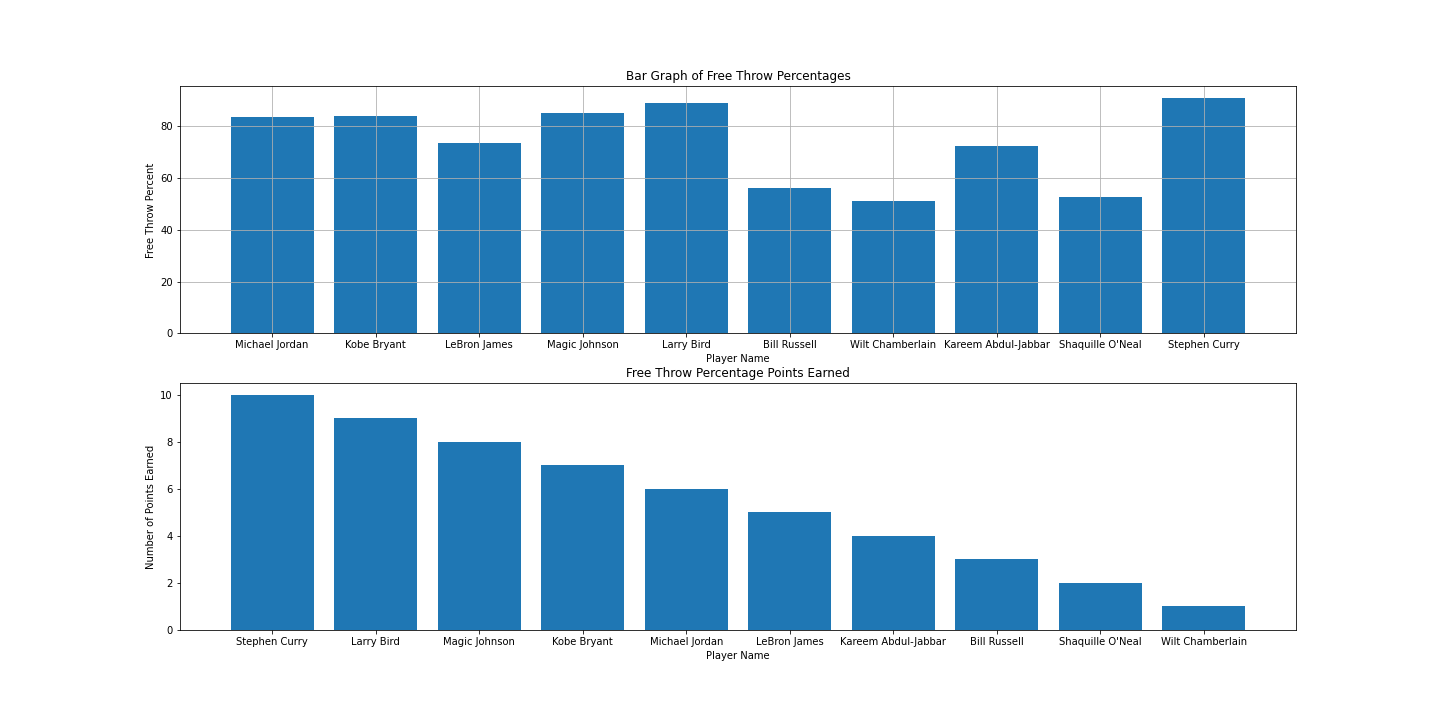 Bar Graph of Free Throw Percentages
Free Throw Percent
80
60
40
20
0
Michael Jordan Kobe Bryant LeBron James Magic Johnson Larry Bird Bill Russell Wilt Chamberlain Kareem Abdul-Jabbar Shaquille O'Neal Stephen Curry
Player Name
Free Throw Percentage Points Earned
Number of Points Earned
10
8
6
4
2
0
Stephen Curry Larry Bird Magic Johnson Kobe Bryant Michael Jordan LeBron James Kareem Abdul-Jabbar Bill Russell Shaquille O'Neal Wilt Chamberlain
Player Name